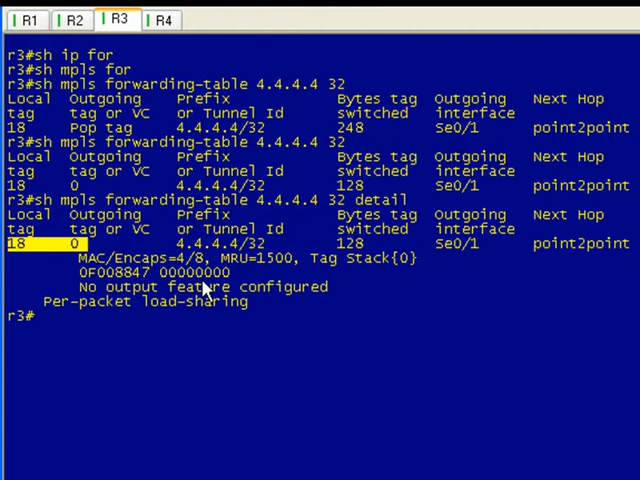 R1 R2 R3 R4
r3#sh ip for
r3#sh mpls for
r3#sh mpls forwarding-table 4.4.4.4 32
Local Outgoing Prefix Bytes tag Outgoing Next Hop
tag tag or VC or Tunnel Id switched interface
18 Pop tag 4.4.4.4/32 248 Se0/1 point2point
r3#sh mpls forwarding-table 4.4.4.4 32
Local Outgoing Prefix Bytes tag Outgoing Next Hop
tag tag or VC or Tunnel Id switched interface
18 0 4.4.4.4/32 128 Se0/1 point2point
r3#sh mpls forwarding-table 4.4.4.4 32 detail
Local Outgoing Prefix Bytes tag Outgoing Next Hop
tag tag or VC or Tunnel Id switched interface
18 0 4.4.4.4/32 128 Se0/1 point2point
MAC/Encaps=4/8, MRU=1500, Tag Stack{0}
0F008847 00000000
No output feature configured
Per-packet load-sharing
r3#